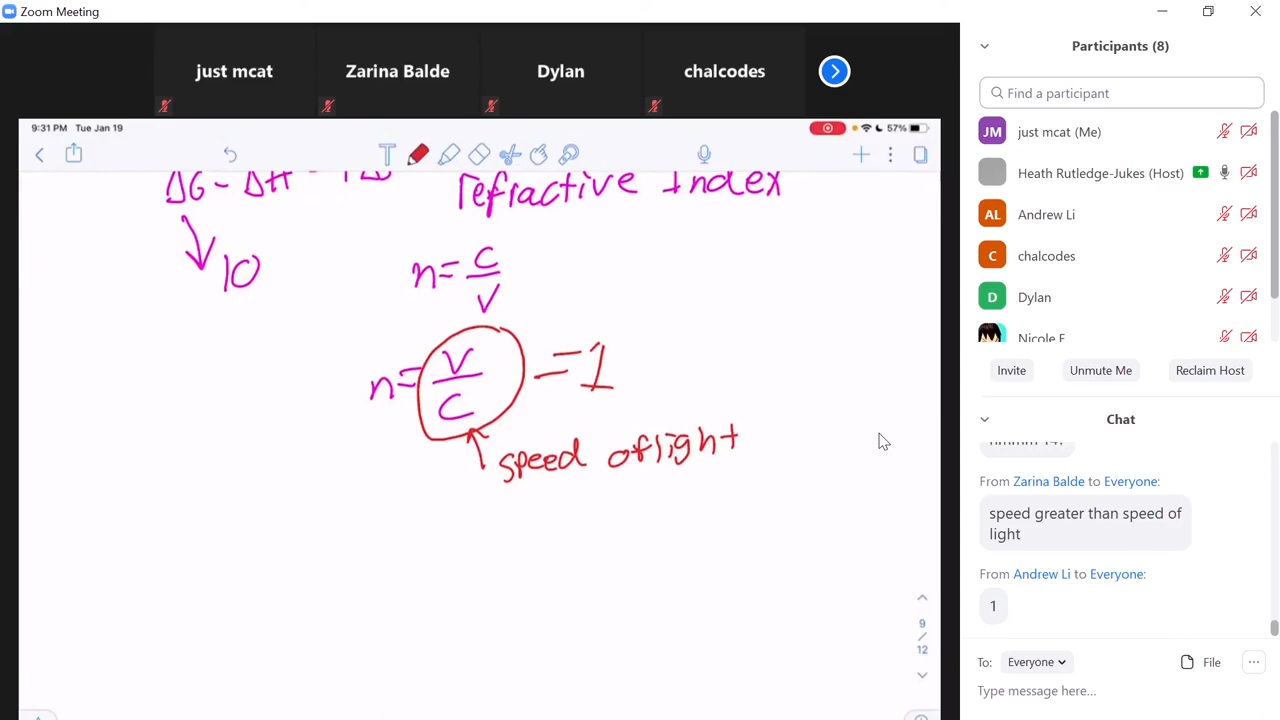 Zoom Meeting
just mcat
Zarina Balde
Dylan
chalcodes
9:31 PM Tue Jan 19
57%
refractive Index
10
n = c
v
n = v
c
= 1
speed of light
9
/
12
Participants (8)
Find a participant
JM just mcat (Me)
Heath Rutledge-Jukes (Host)
AL Andrew Li
C chalcodes
D Dylan
Nicole F
Invite
Unmute Me
Reclaim Host
Chat
From Zarina Balde to Everyone:
speed greater than speed of
light
From Andrew Li to Everyone:
1
To: Everyone
File
Type message here...